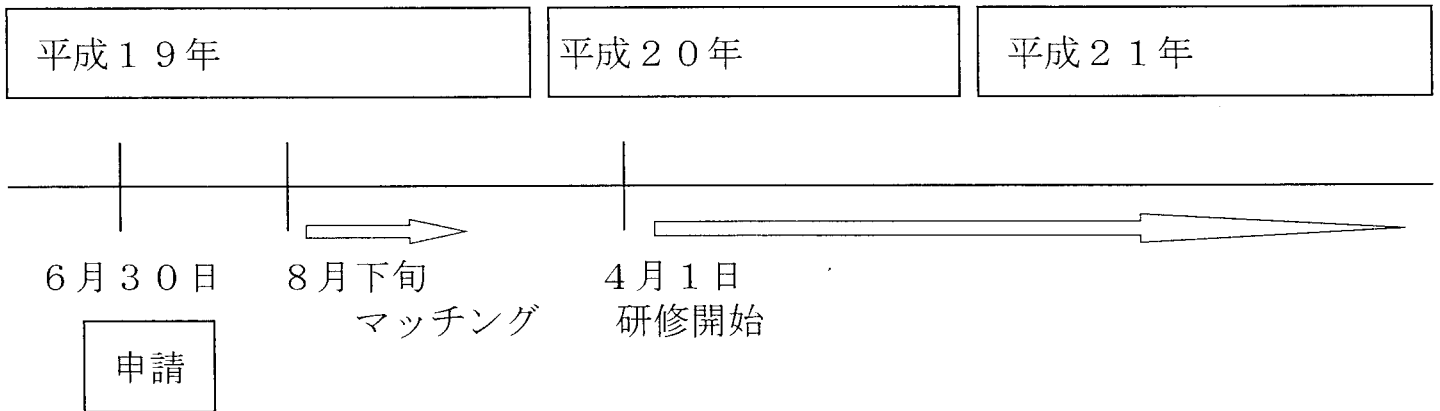 平成１９年
平成２０年
平成２１年
６月３０日
８月下旬
４月１日
マッチング
研修開始
申請